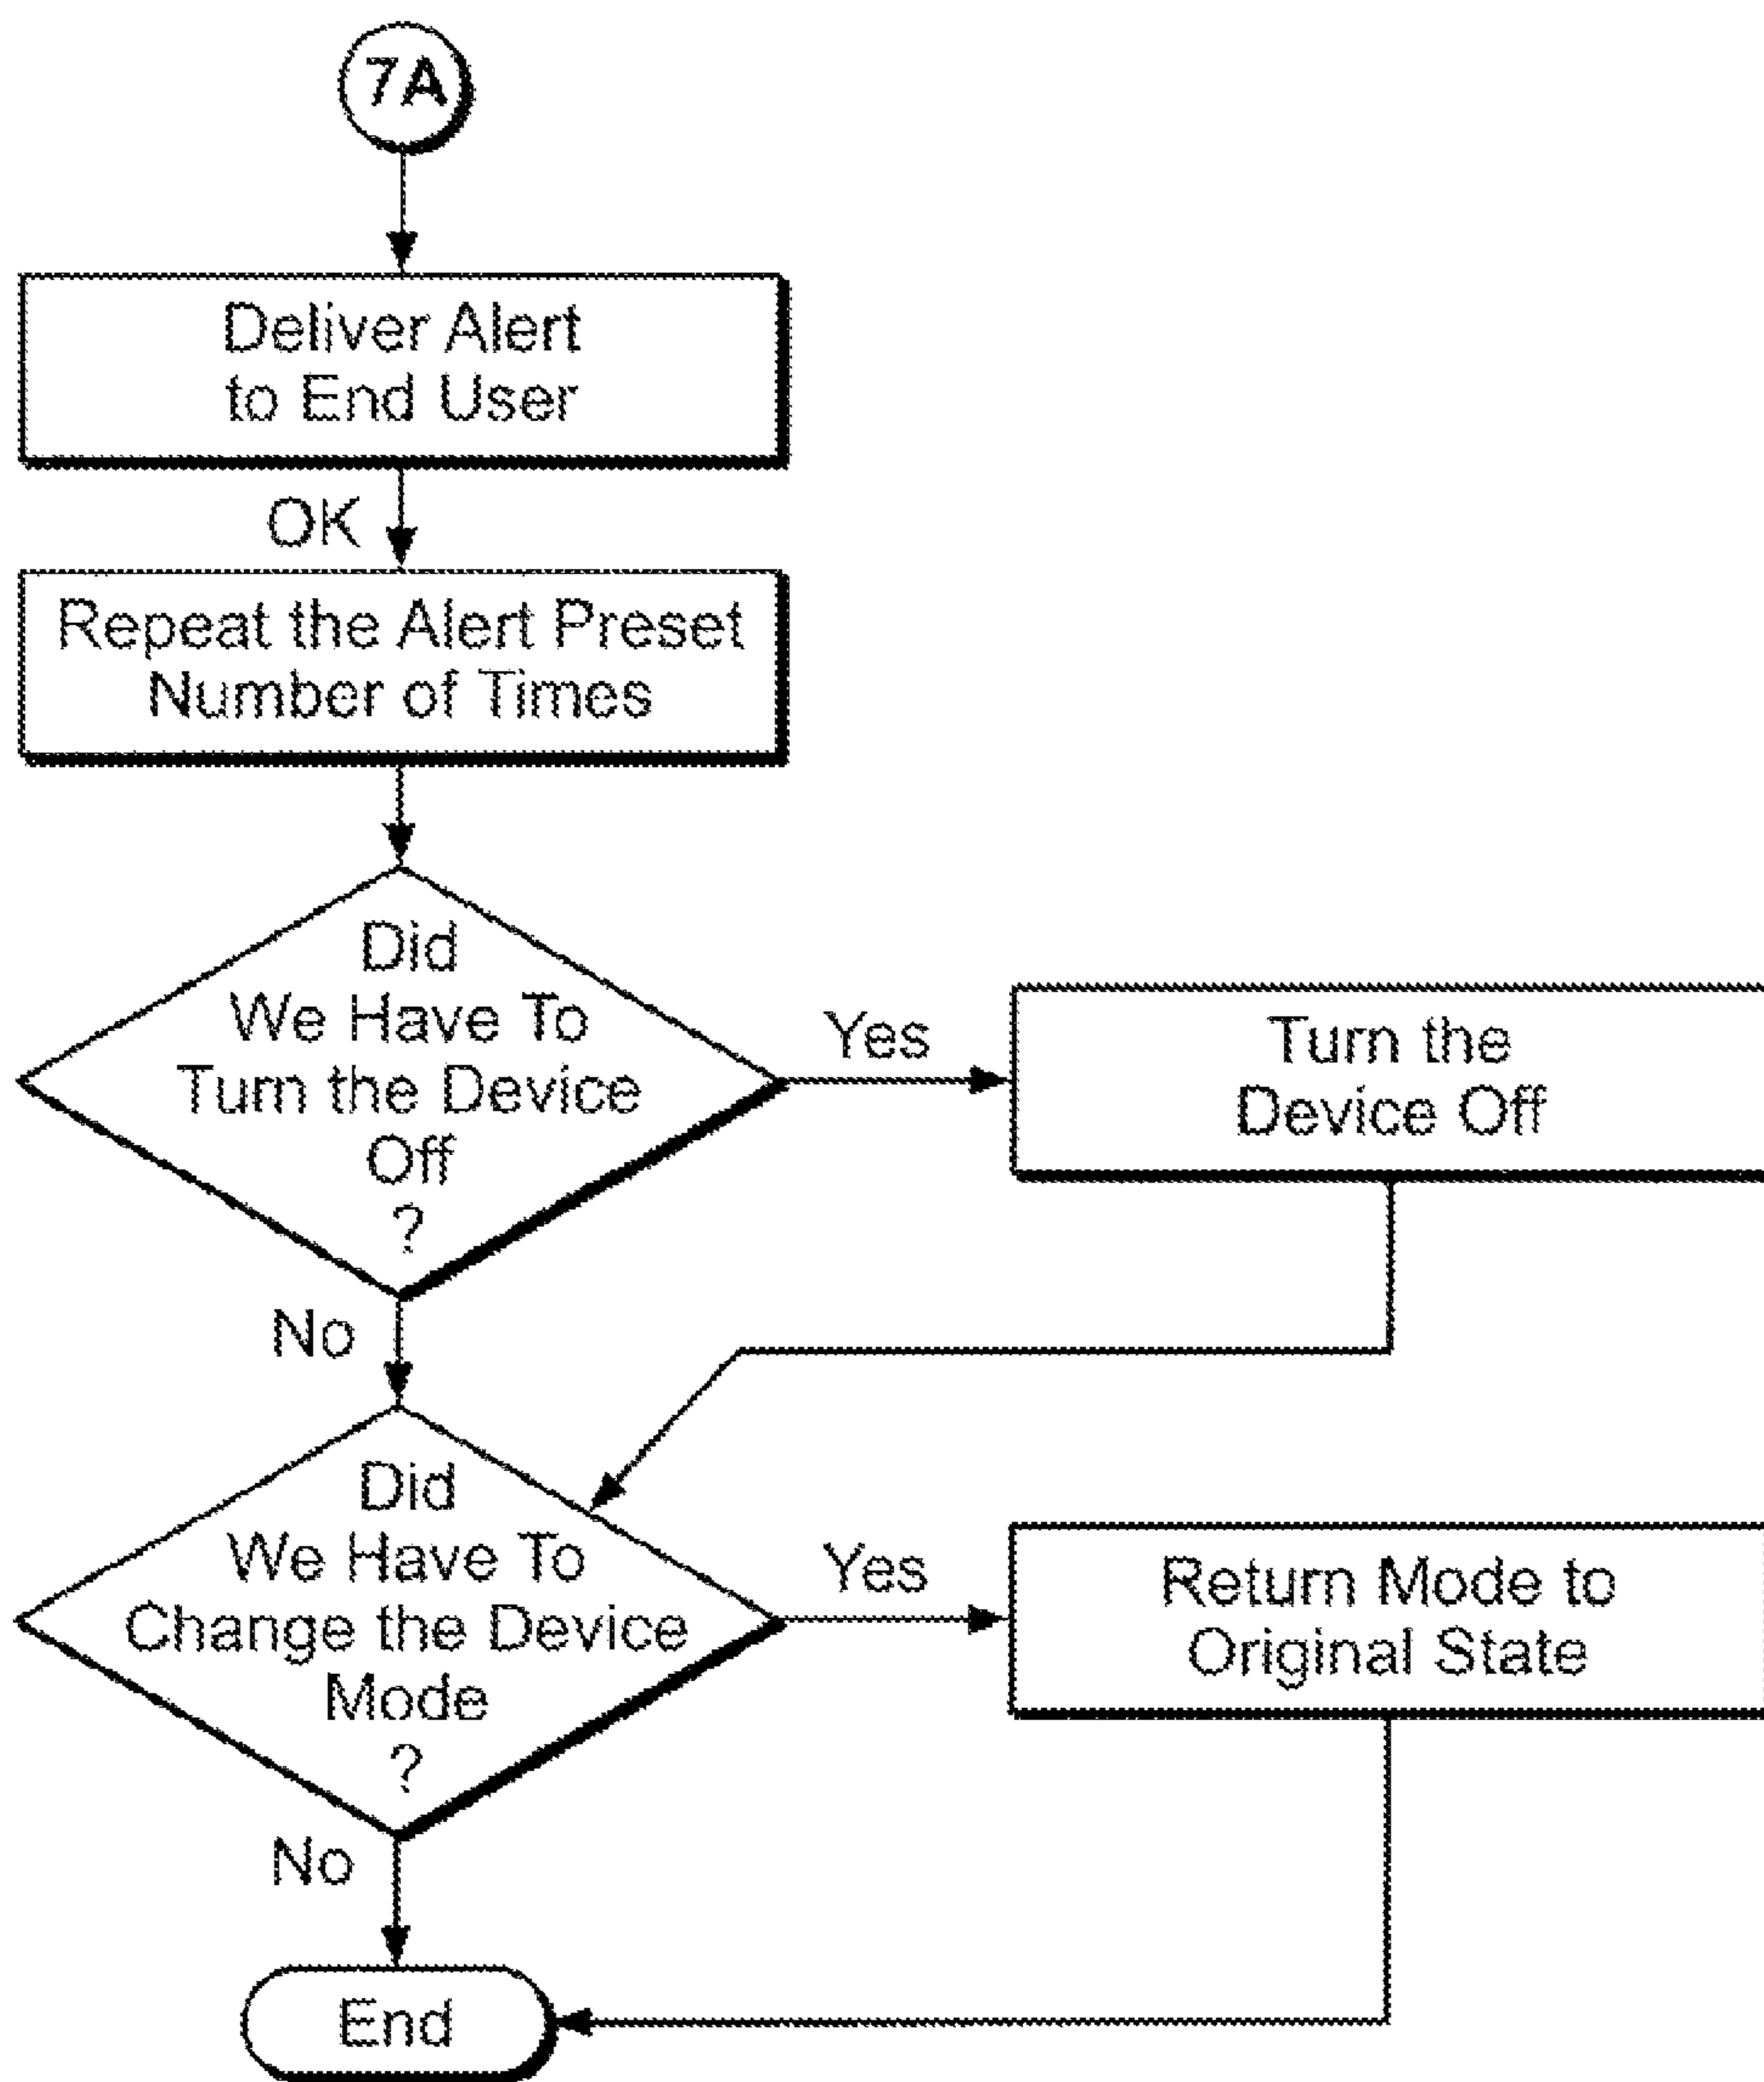 7A
Deliver Alert
to End User
OK
Repeat the Alert Preset
Number of Times
Did
We Have To
Turn the Device
Off
?
Yes
Turn the
Device Off
No
Did
We Have To
Change the Device
Mode
?
Yes
Return Mode to
Original State
No
End